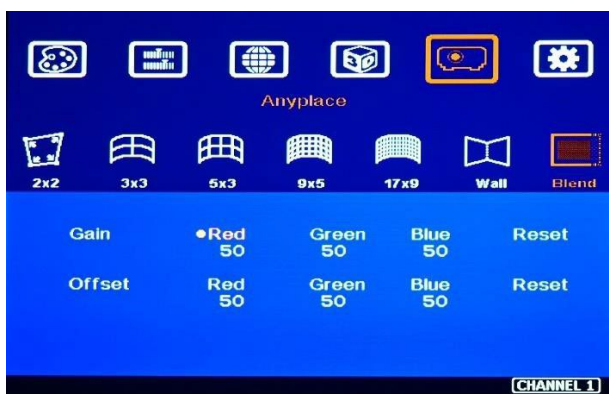 3D
Anyplace
2x2 3x3 5x3 9x5 17x9 Wall Blend
Gain Red Green Blue Reset
50 50 50
Offset Red Green Blue Reset
50 50 50
CHANNEL 1